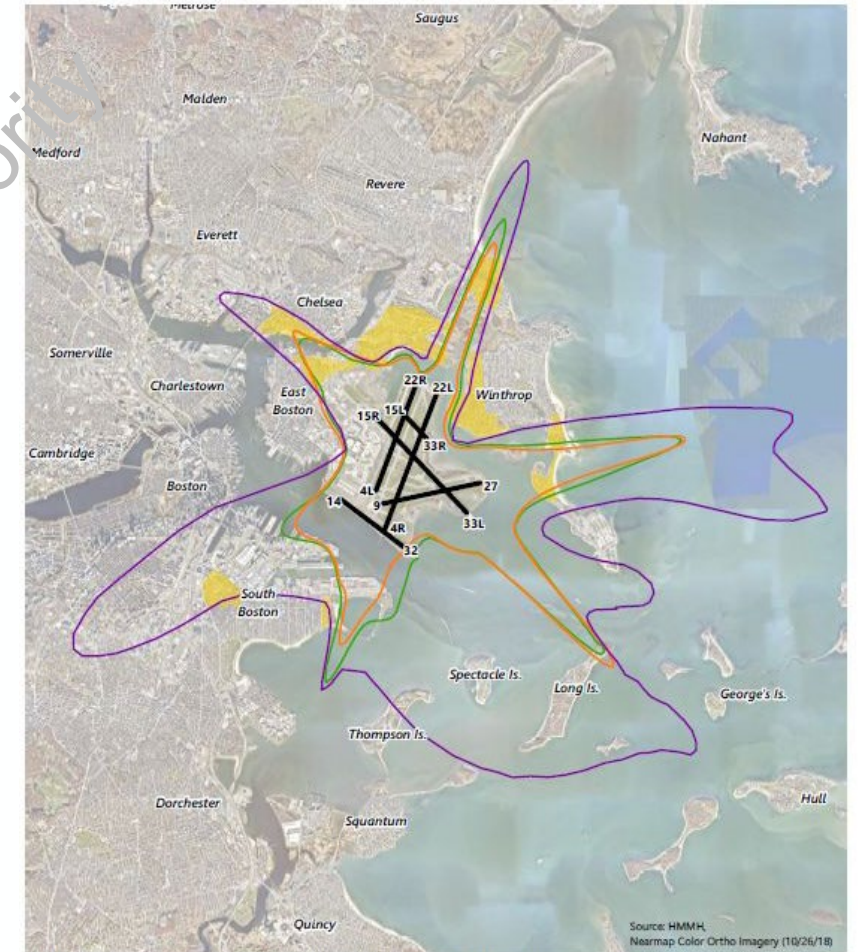 Saugus
Malden
Nahant
Medford
Revere
Everett
Chelsea
Somerville
Charlestown
East
Boston
22R
22L
Winthrop
15R
15L
33R
Cambridge
Boston
4L
9
27
14
4R
33L
32
South
Boston
Spectacle Is.
Long Is.
George's Is.
Thompson Is.
Dorchester
Squantum
Hull
Quincy
Source: HMMH,
Nearmap Color Ortho Imagery (10/26/18)